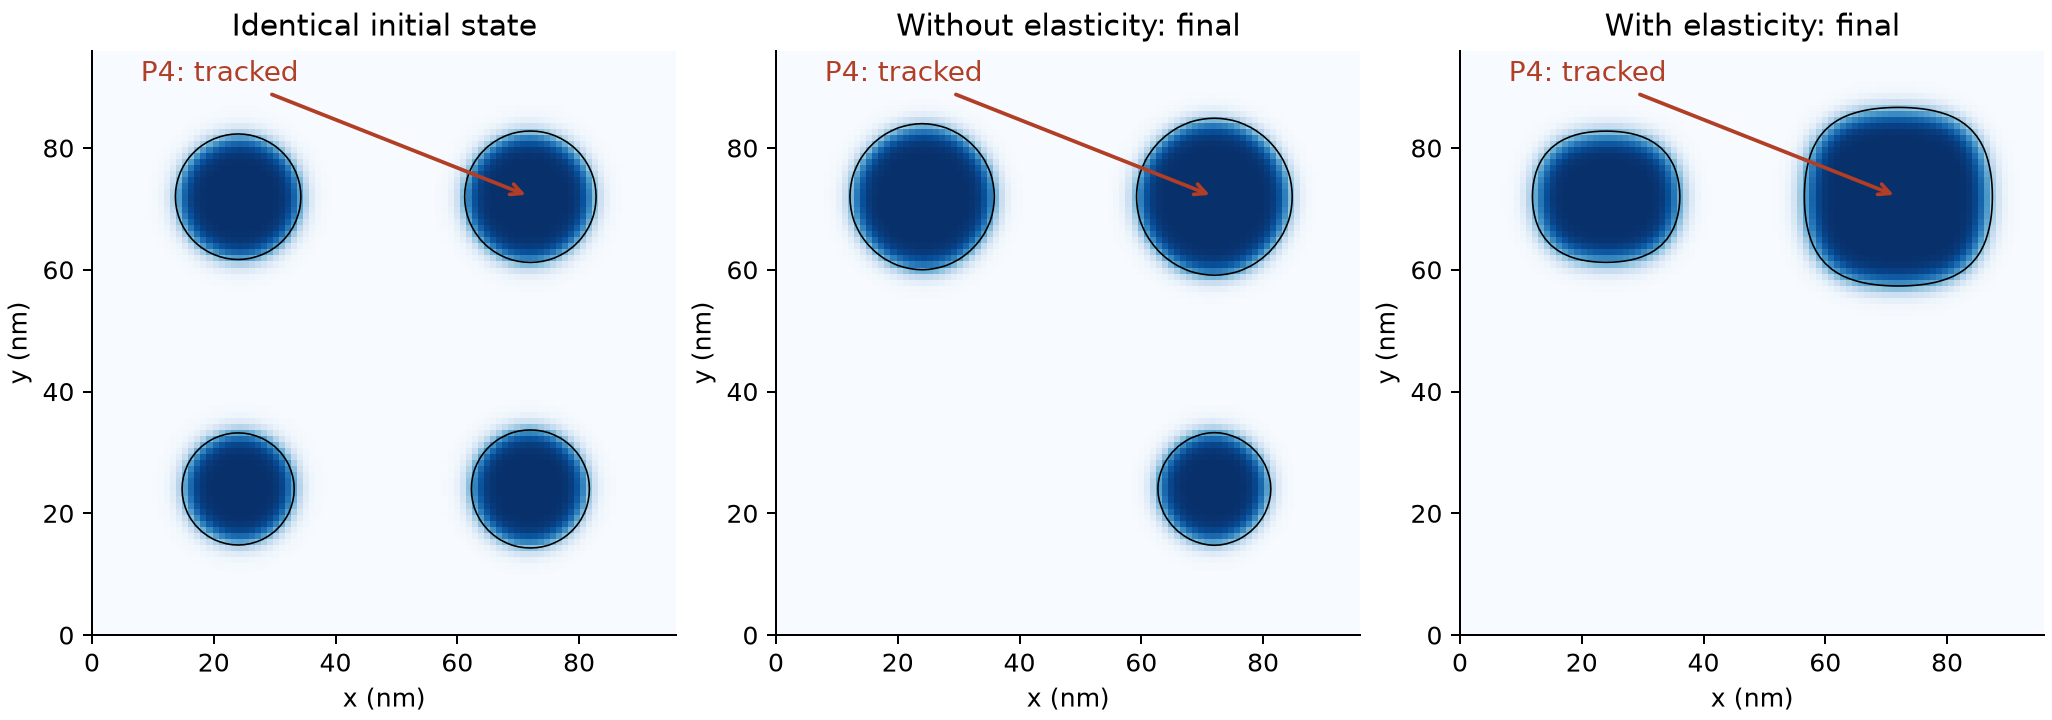 Identical initial state
P4: tracked
80
60
40
20
0
y (nm)
0 20 40 60 80
x (nm)
Without elasticity: final
P4: tracked
80
60
40
20
0
y (nm)
0 20 40 60 80
x (nm)
With elasticity: final
P4: tracked
80
60
40
20
0
y (nm)
0 20 40 60 80
x (nm)